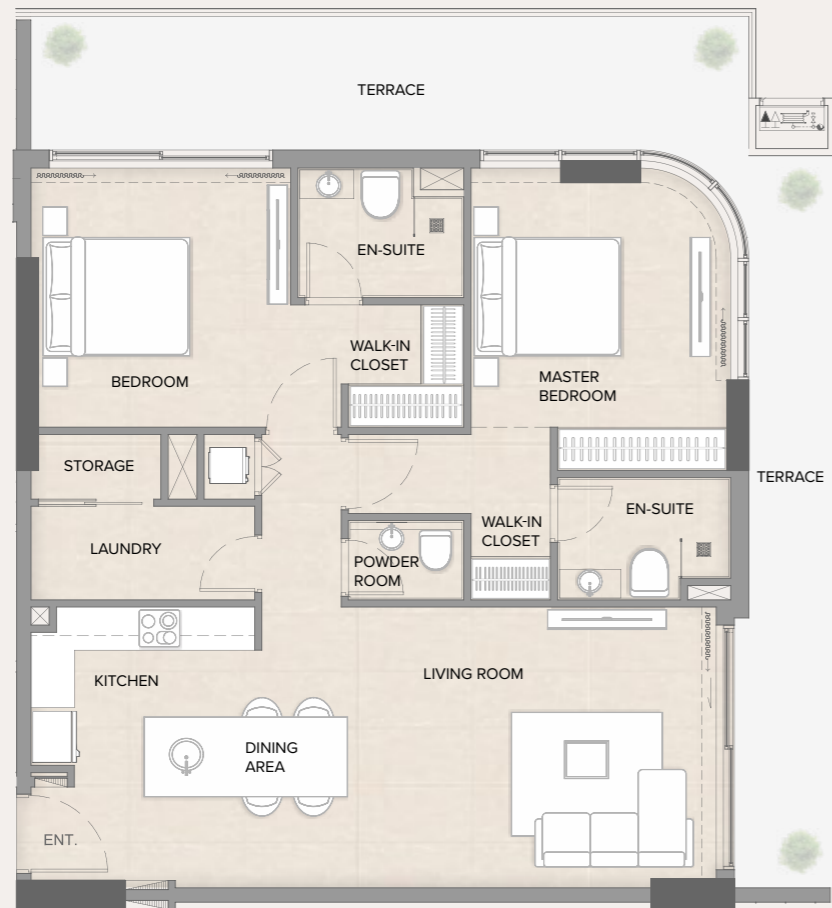 TERRACE
EN-SUITE
WALK-IN
CLOSET
BEDROOM
MASTER
BEDROOM
STORAGE
TERRACE
EN-SUITE
WALK-IN
CLOSET
LAUNDRY
POWDER
ROOM
KITCHEN
LIVING ROOM
DINING
AREA
ENT.